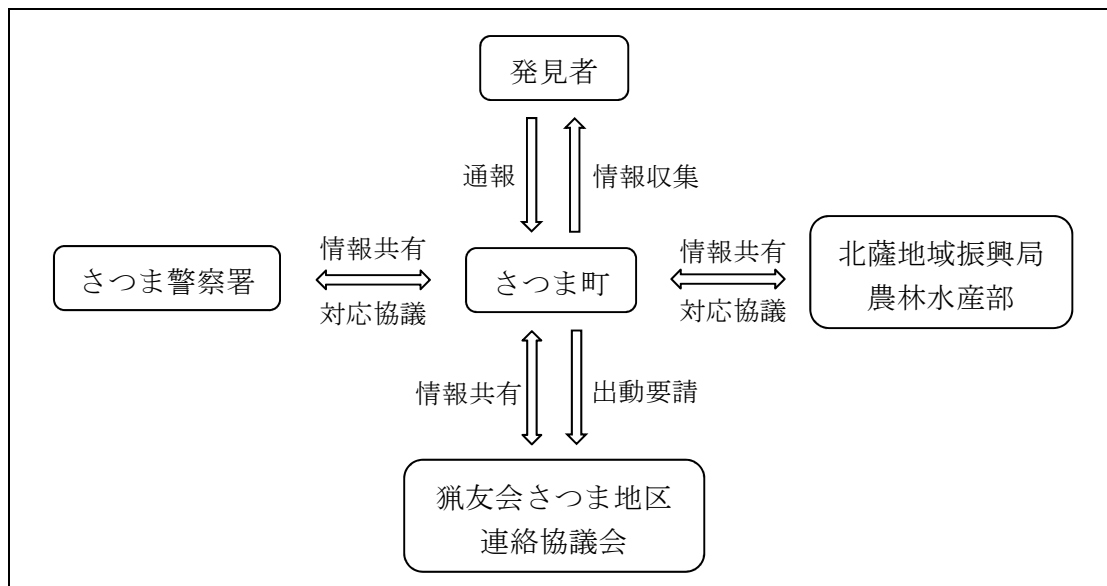 発見者
通報
情報収集
さつま警察署
情報共有
対応協議
さつま町
情報共有
対応協議
北薩地域振興局
農林水産部
情報共有
出動要請
猟友会さつま地区
連絡協議会